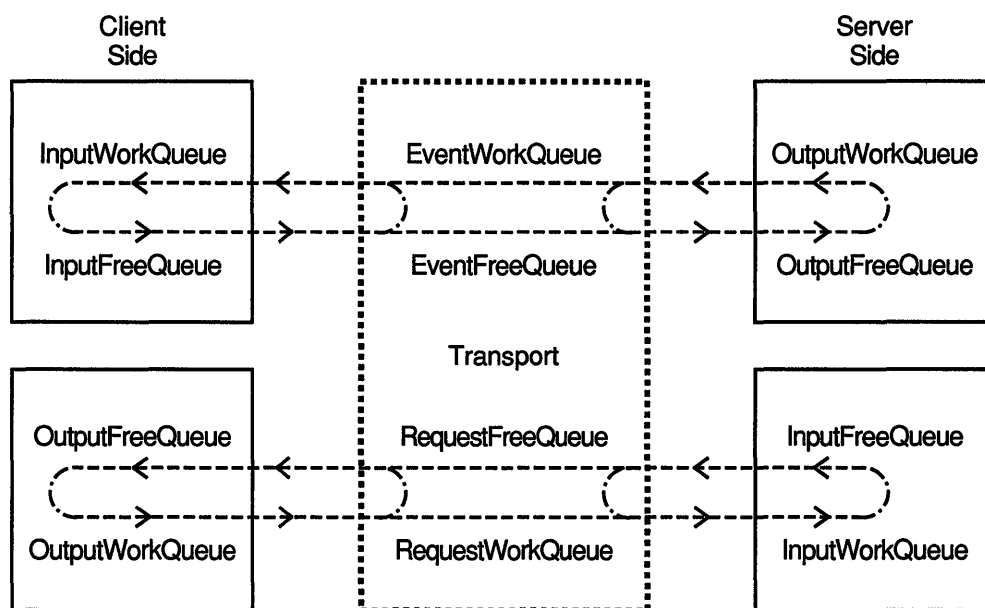 Client
Side
Server
Side
InputWorkQueue
EventWorkQueue
OutputWorkQueue
InputFreeQueue
EventFreeQueue
OutputFreeQueue
Transport
OutputFreeQueue
RequestFreeQueue
InputFreeQueue
OutputWorkQueue
RequestWorkQueue
InputWorkQueue